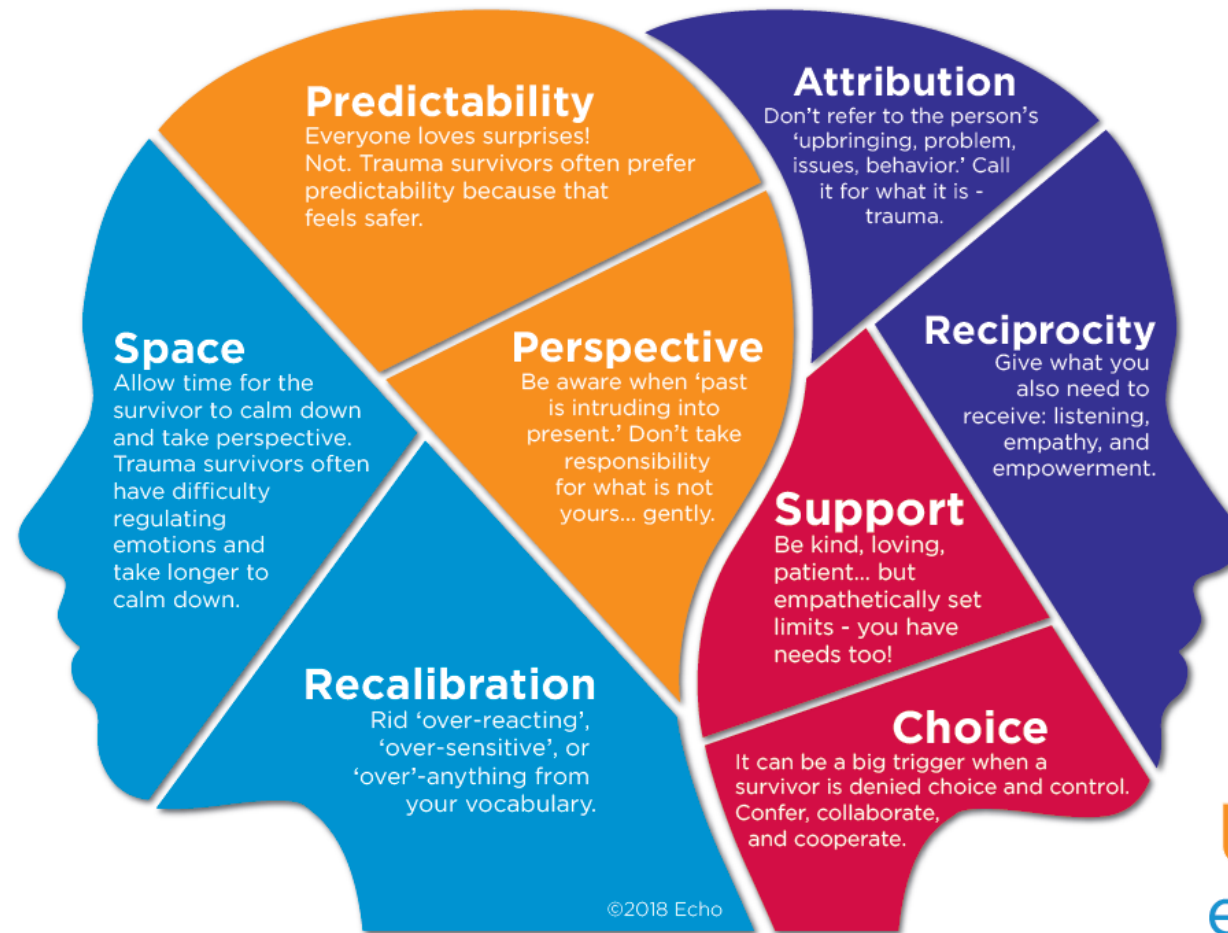 Predictability
Everyone loves surprises!
Not. Trauma survivors often prefer
predictability because that
feels safer.
Attribution
Don’t refer to the person’s
‘upbringing, problem,
issues, behavior.’ Call
it for what it is -
trauma.
Space
Allow time for the
survivor to calm down
and take perspective.
Trauma survivors often
have difficulty
regulating
emotions and
take longer to
calm down.
Perspective
Be aware when ‘past
is intruding into
present.’ Don’t take
responsibility
for what is not
yours... gently.
Reciprocity
Give what you
also need to
receive: listening,
empathy, and
empowerment.
Support
Be kind, loving,
patient... but
empathetically set
limits - you have
needs too!
Recalibration
Rid ‘over-reacting’,
‘over-sensitive’, or
‘over’-anything from
your vocabulary.
Choice
It can be a big trigger when a
survivor is denied choice and control.
Confer, collaborate,
and cooperate.
©2018 Echo